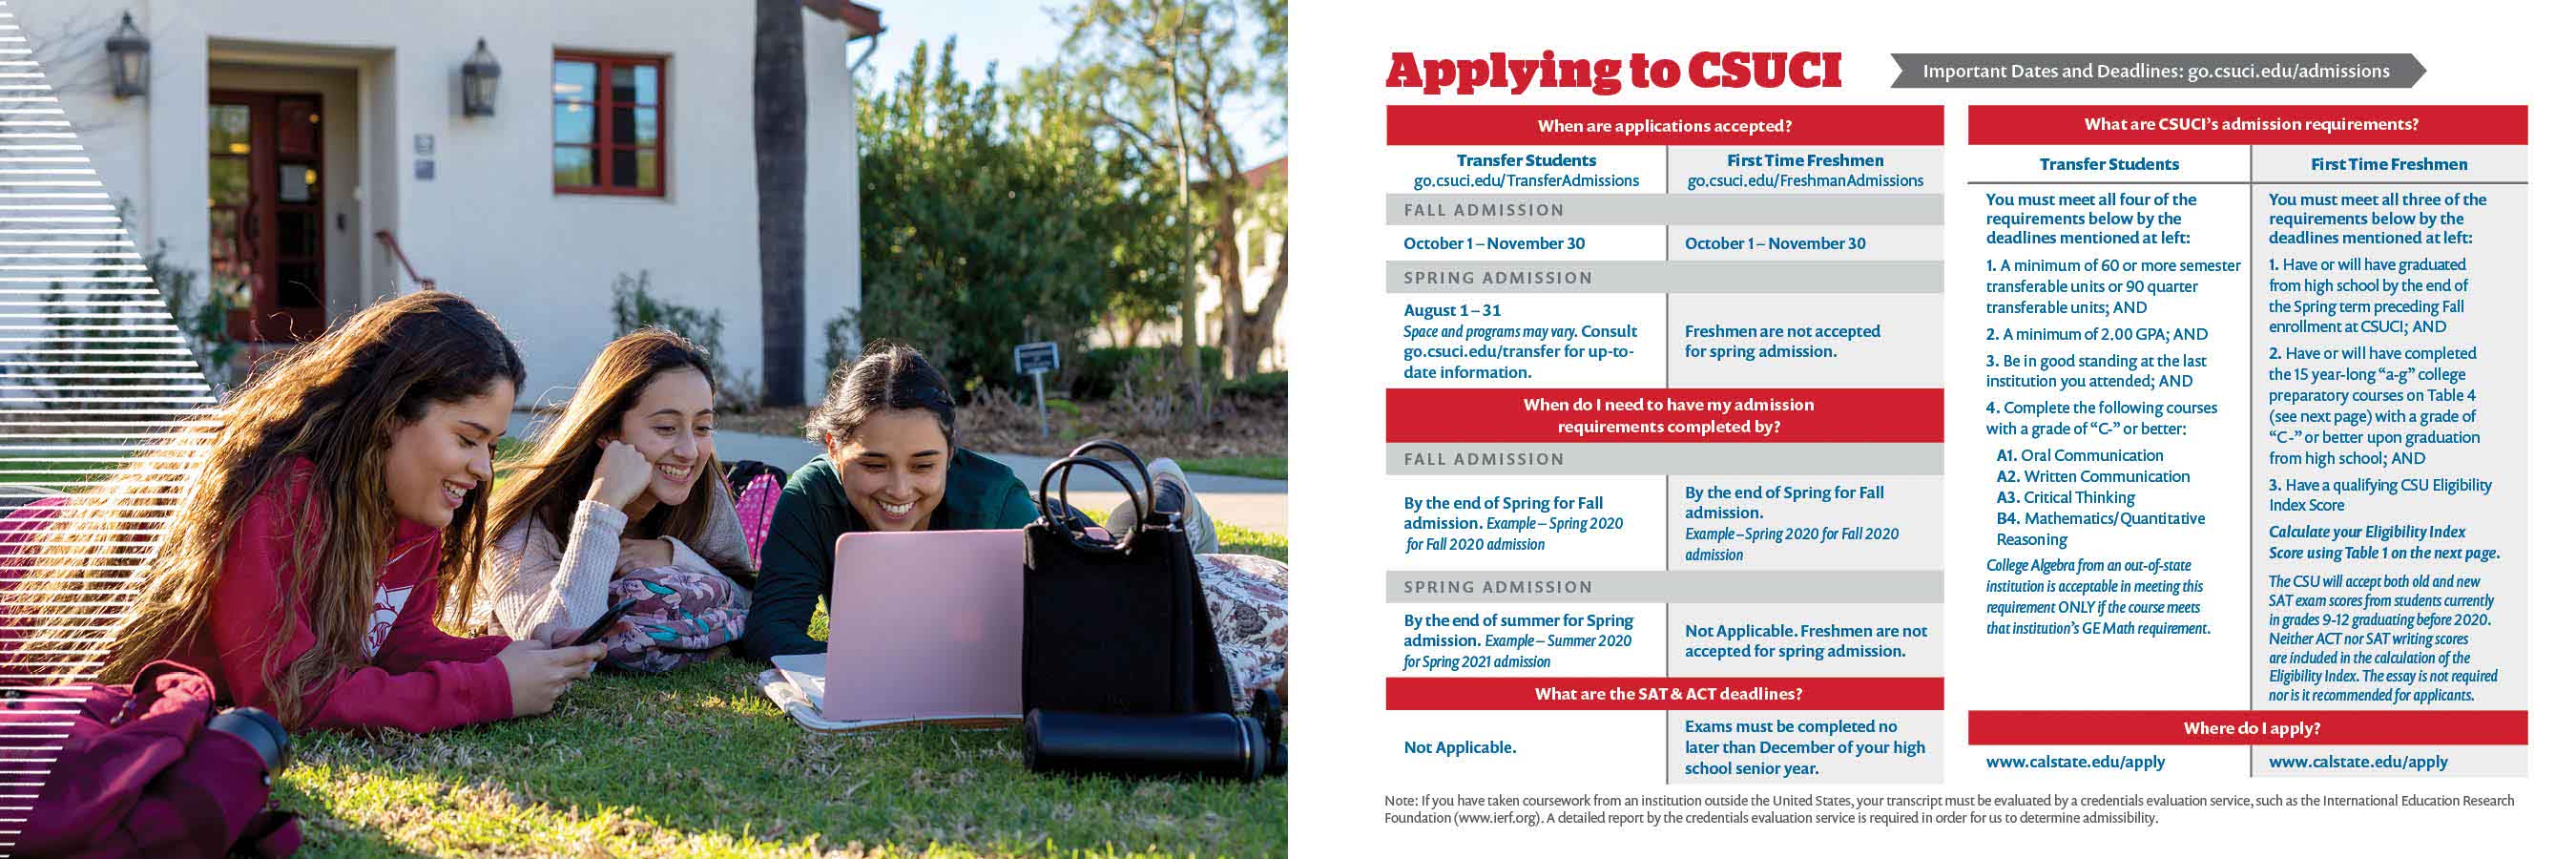 Applying to CSUCI
Important Dates and Deadlines: go.csuci.edu/admissions
When are applications accepted?
Transfer Students
go.csuci.edu/TransferAdmissions
First Time Freshmen
go.csuci.edu/FreshmanAdmissions
FALL ADMISSION
October 1 – November 30
October 1 – November 30
SPRING ADMISSION
August 1 – 31
Space and programs may vary. Consult
go.csuci.edu/transfer for up-to-
date information.
Freshmen are not accepted
for spring admission.
When do I need to have my admission
requirements completed by?
FALL ADMISSION
By the end of Spring for Fall
admission. Example – Spring 2020
for Fall 2020 admission
By the end of Spring for Fall
admission.
Example – Spring 2020 for Fall 2020
admission
SPRING ADMISSION
By the end of summer for Spring
admission. Example – Summer 2020
for Spring 2021 admission
Not Applicable. Freshmen are not
accepted for spring admission.
What are the SAT & ACT deadlines?
Not Applicable.
Exams must be completed no
later than December of your high
school senior year.
What are CSUCI’s admission requirements?
Transfer Students
You must meet all four of the
requirements below by the
deadlines mentioned at left:
1. A minimum of 60 or more semester
transferable units or 90 quarter
transferable units; AND
2. A minimum of 2.00 GPA; AND
3. Be in good standing at the last
institution you attended; AND
4. Complete the following courses
with a grade of “C-” or better:
A1. Oral Communication
A2. Written Communication
A3. Critical Thinking
B4. Mathematics/Quantitative
Reasoning
College Algebra from an out-of-state
institution is acceptable in meeting this
requirement ONLY if the course meets
that institution’s GE Math requirement.
First Time Freshmen
You must meet all three of the
requirements below by the
deadlines mentioned at left:
1. Have or will have graduated
from high school by the end of
the Spring term preceding Fall
enrollment at CSUCI; AND
2. Have or will have completed
the 15 year-long “a-g” college
preparatory courses on Table 4
(see next page) with a grade of
“C-” or better upon graduation
from high school; AND
3. Have a qualifying CSU Eligibility
Index Score
Calculate your Eligibility Index
Score using Table 1 on the next page.
The CSU will accept both old and new
SAT exam scores from students currently
in grades 9-12 graduating before 2020.
Neither ACT nor SAT writing scores
are included in the calculation of the
Eligibility Index. The essay is not required
nor is it recommended for applicants.
Where do I apply?
www.calstate.edu/apply
www.calstate.edu/apply
Note: If you have taken coursework from an institution outside the United States, your transcript must be evaluated by a credentials evaluation service, such as the International Education Research
Foundation (www.ierf.org). A detailed report by the credentials evaluation service is required in order for us to determine admissibility.